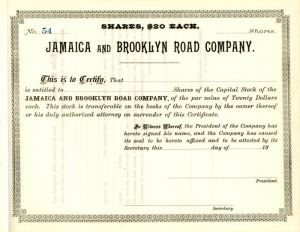 SHARES, $20 EACH.
No. 54 Shares.
JAMAICA AND BROOKLYN ROAD COMPANY.
This is to Certify, That
is entitled to Shares of the Capital Stock of the
JAMAICA AND BROOKLYN ROAD COMPANY, of the par value of Twenty Dollars
each. This stock is transferable on the books of the Company by the owner thereof
or his duly authorized attorney on surrender of this Certificate.
In Witness Whereof, the President of the Company has
hereto signed his name, and the Company has caused
its seal to be hereto affixed and to be attested by its
Secretary this day of 18
President.
Secretary.